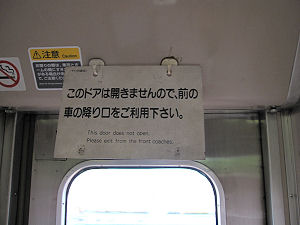 注意 Caution
このドアは開きませんので、前の
車の降り口をご利用下さい。
This door does not open.
Please exit from the front coaches.